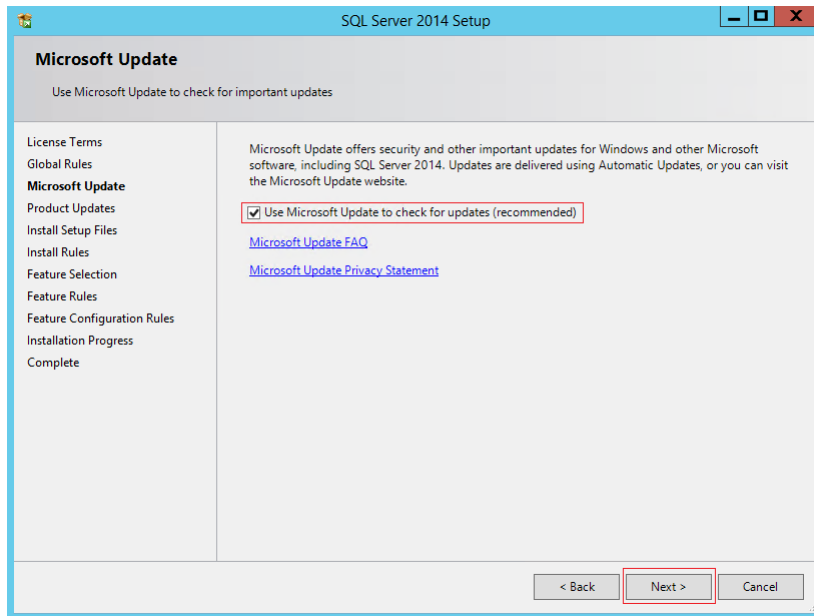 SQL Server 2014 Setup
Microsoft Update
Use Microsoft Update to check for important updates
License Terms
Global Rules
Microsoft Update
Product Updates
Install Setup Files
Install Rules
Feature Selection
Feature Rules
Feature Configuration Rules
Installation Progress
Complete
Microsoft Update offers security and other important updates for Windows and other Microsoft
software, including SQL Server 2014. Updates are delivered using Automatic Updates, or you can visit
the Microsoft Update website.
Use Microsoft Update to check for updates (recommended)
Microsoft Update FAQ
Microsoft Update Privacy Statement
< Back
Next >
Cancel